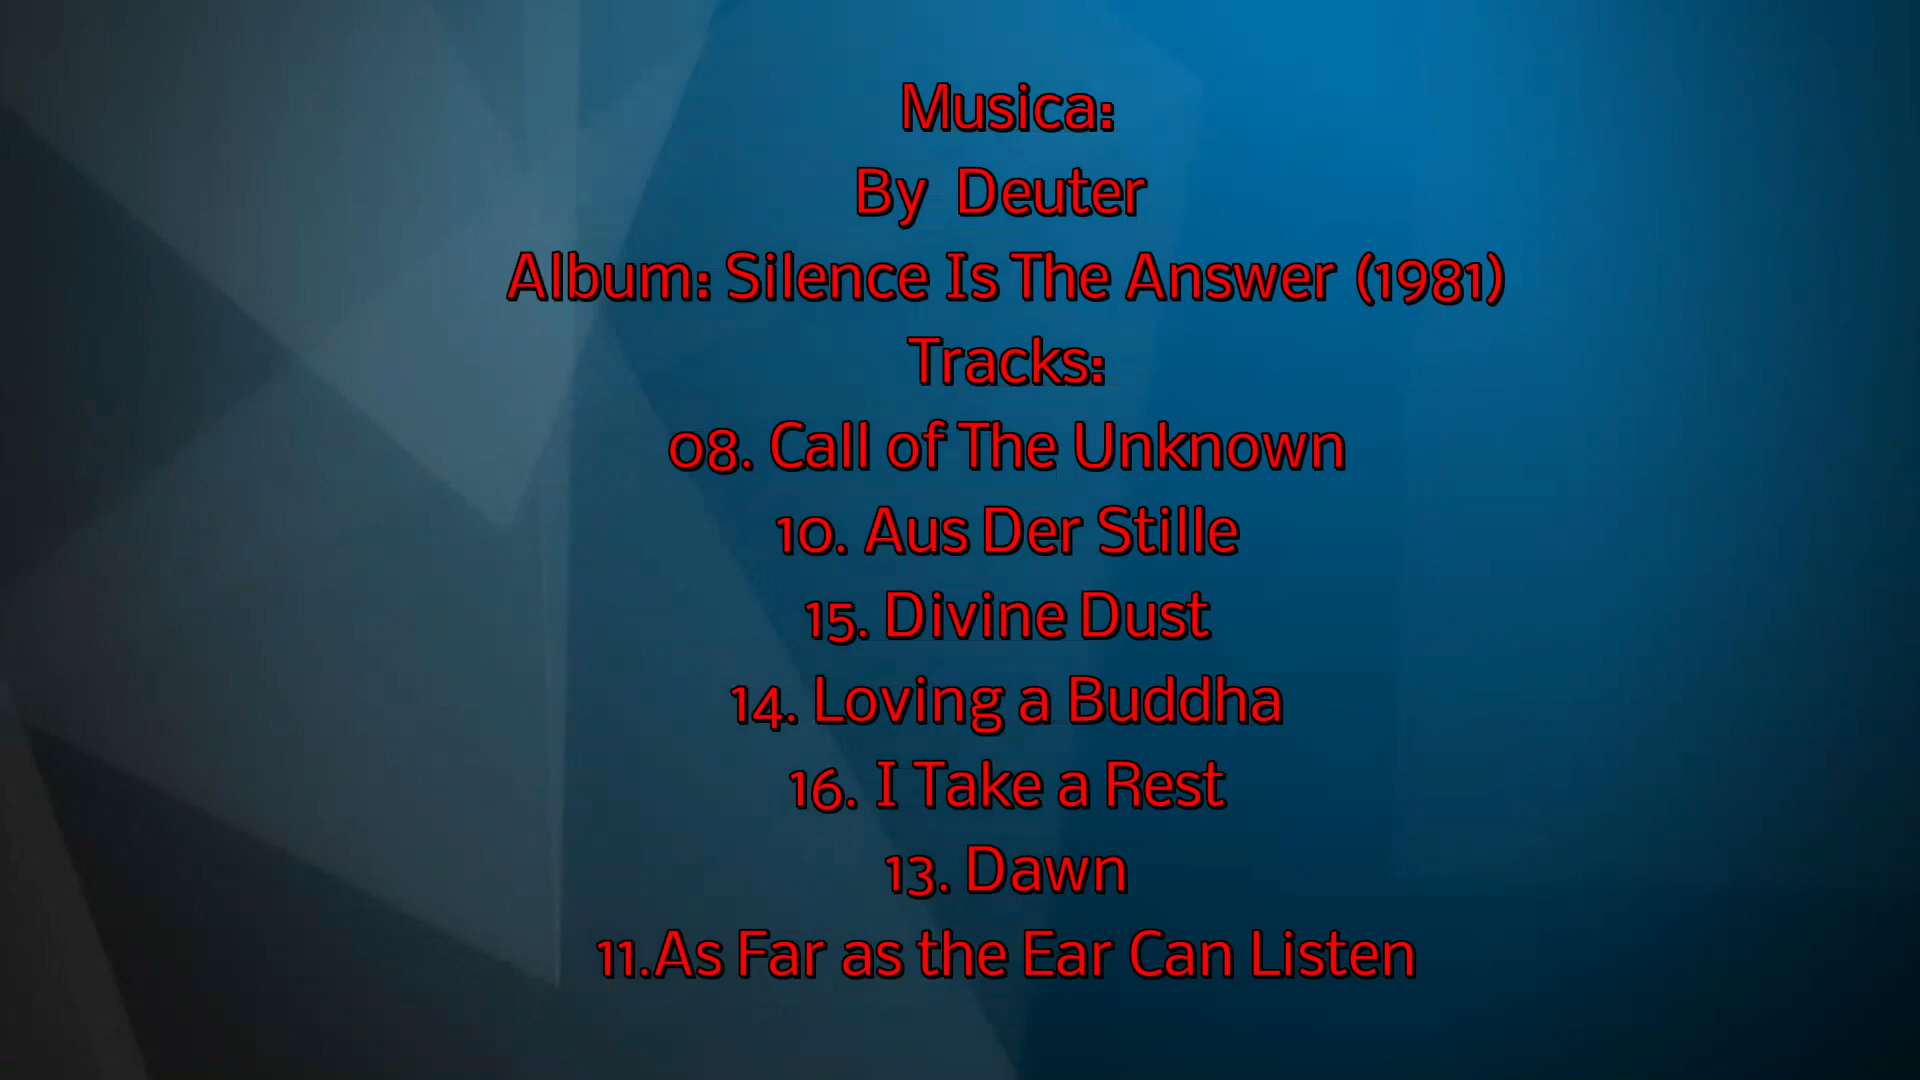 Musica:
By Deuter
Album: Silence Is The Answer (1981)
Tracks:
08. Call of The Unknown
10. Aus Der Stille
15. Divine Dust
14. Loving a Buddha
16. I Take a Rest
13. Dawn
11.As Far as the Ear Can Listen